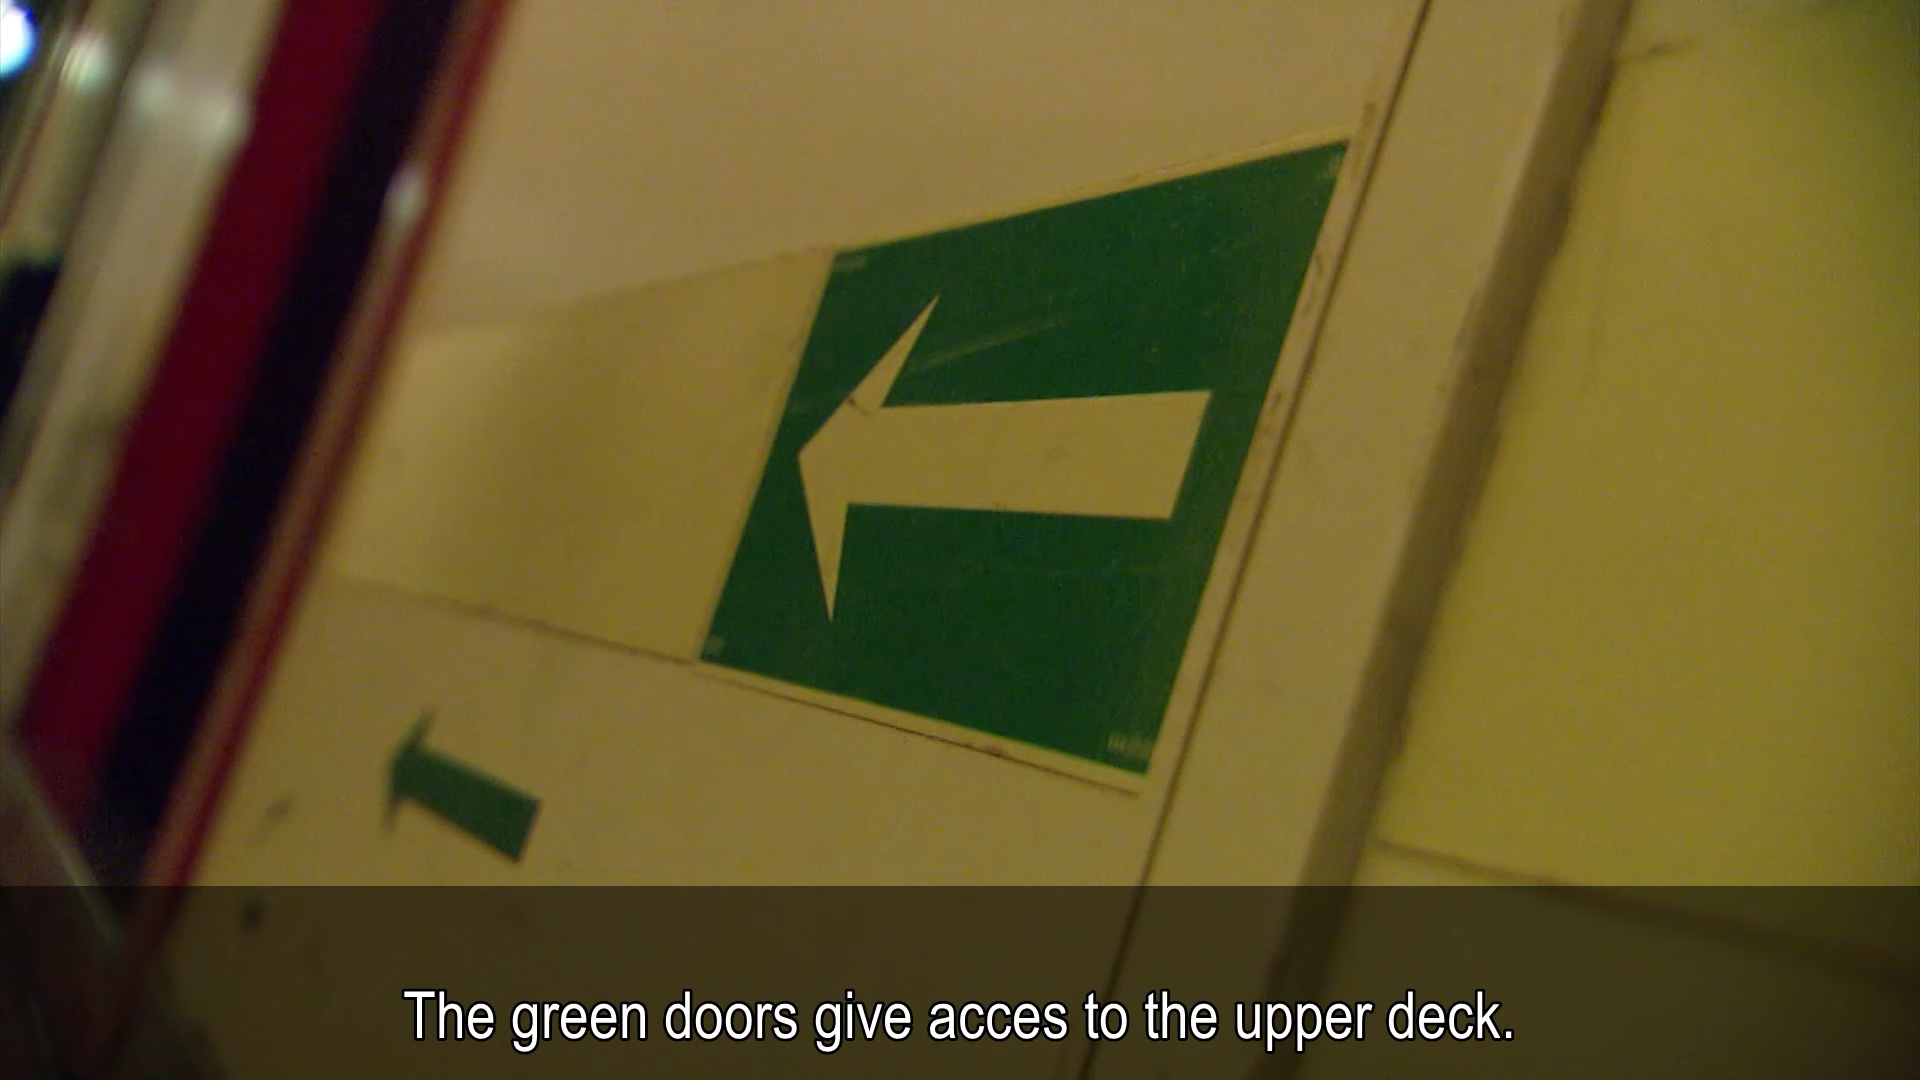 The green doors give acces to the upper deck.